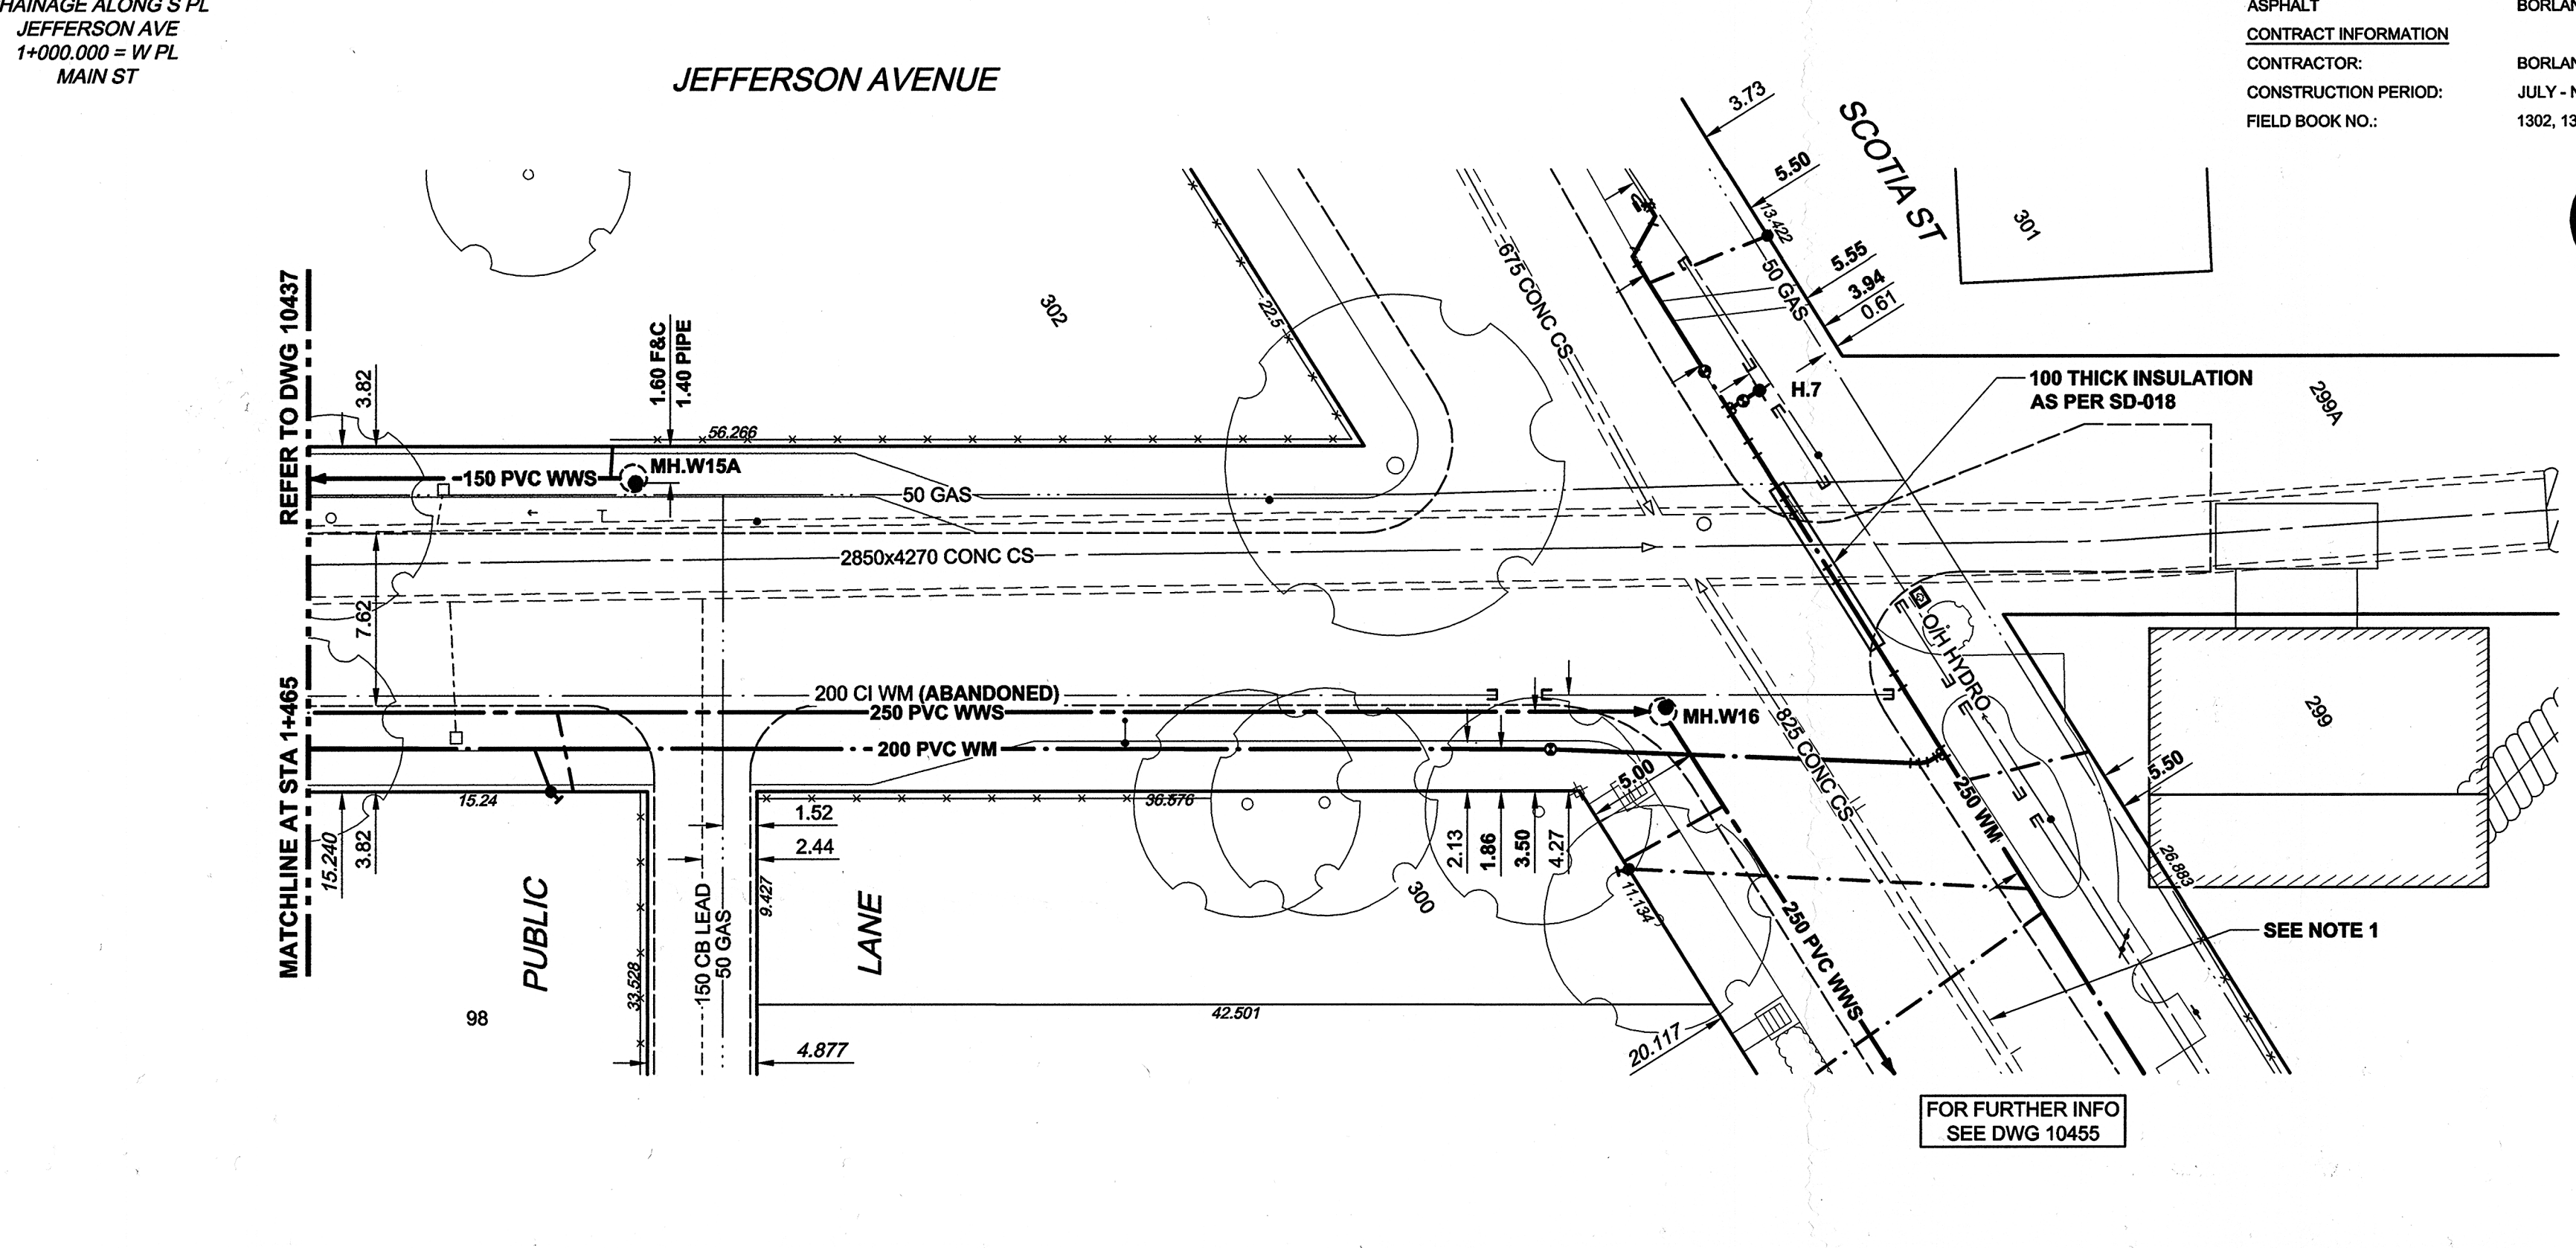 HAINAGE ALONG S PL
JEFFERSON AVE
1+000.000 = W PL
MAIN ST
JEFFERSON AVENUE
ASPHALT BORLAN
CONTRACT INFORMATION
CONTRACTOR: BORLAN
CONSTRUCTION PERIOD: JULY - N
FIELD BOOK NO.: 1302, 13
SCOTIA ST
3.73
5.50
13.422
5.55
3.94
0.61
50 GAS
301
675 CONC CS
22.5
302
REFER TO DWG 10437
MATCHLINE AT STA 1+465
3.82
1.60 F&C
1.40 PIPE
56.266
MH.W15A
150 PVC WWS
50 GAS
2850x4270 CONC CS
7.62
H.7
100 THICK INSULATION
AS PER SD-018
299A
O/H HYDRO
200 CI WM (ABANDONED)
250 PVC WWS
200 PVC WM
MH.W16
825 CONC CS
250 WM
5.00
5.50
299
15.24
15.240
3.82
36.576
1.52
2.44
2.13
1.86
3.50
4.27
300
11.134
26.883
PUBLIC
LANE
9.427
150 CB LEAD
50 GAS
33.528
98
42.501
4.877
20.117
250 PVC WWS
SEE NOTE 1
FOR FURTHER INFO
SEE DWG 10455